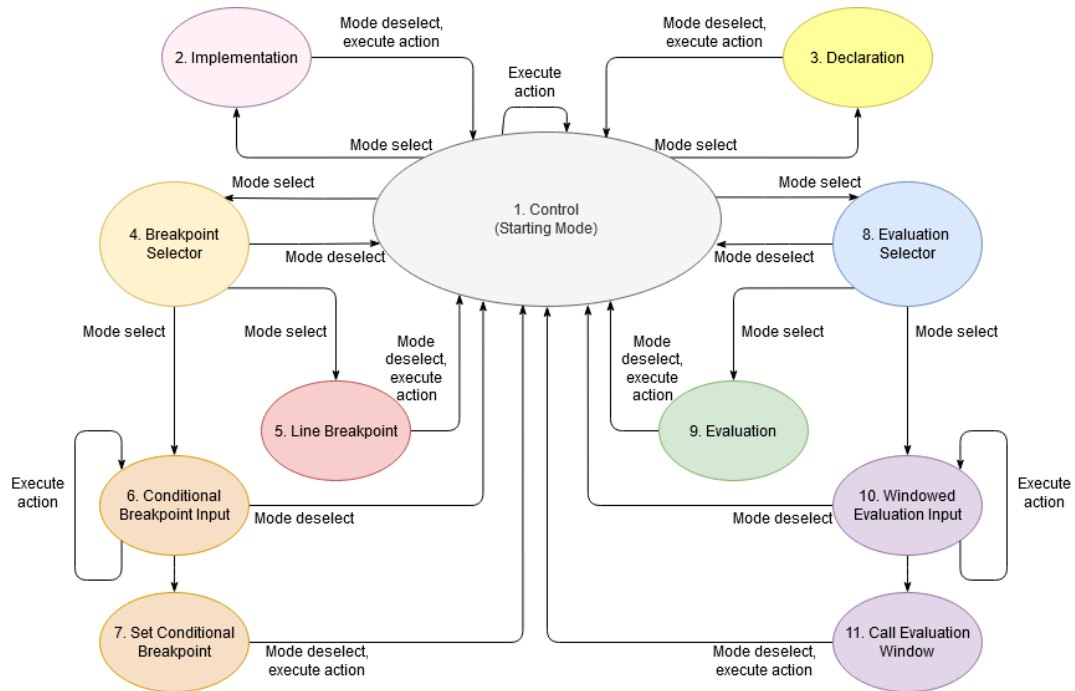 Mode deselect,
execute action
Mode deselect,
execute action
2. Implementation
3. Declaration
Execute
action
Mode select
Mode select
Mode select
Mode select
1. Control
(Starting Mode)
4. Breakpoint
Selector
8. Evaluation
Selector
Mode deselect
Mode deselect
Mode select
Mode select
Mode select
Mode select
Mode
deselect,
execute
action
Mode
deselect,
execute
action
5. Line Breakpoint
9. Evaluation
Execute
action
6. Conditional
Breakpoint Input
Mode deselect
Mode deselect
10. Windowed
Evaluation Input
Execute
action
7. Set Conditional
Breakpoint
Mode deselect,
execute action
Mode deselect,
execute action
11. Call Evaluation
Window